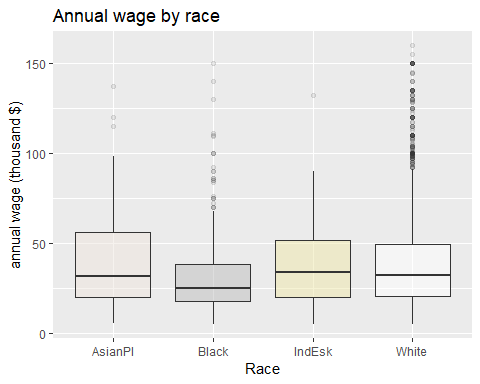 Annual wage by race
annual wage (thousand $)
150
100
50
0
AsianPI Black IndEsk White
Race